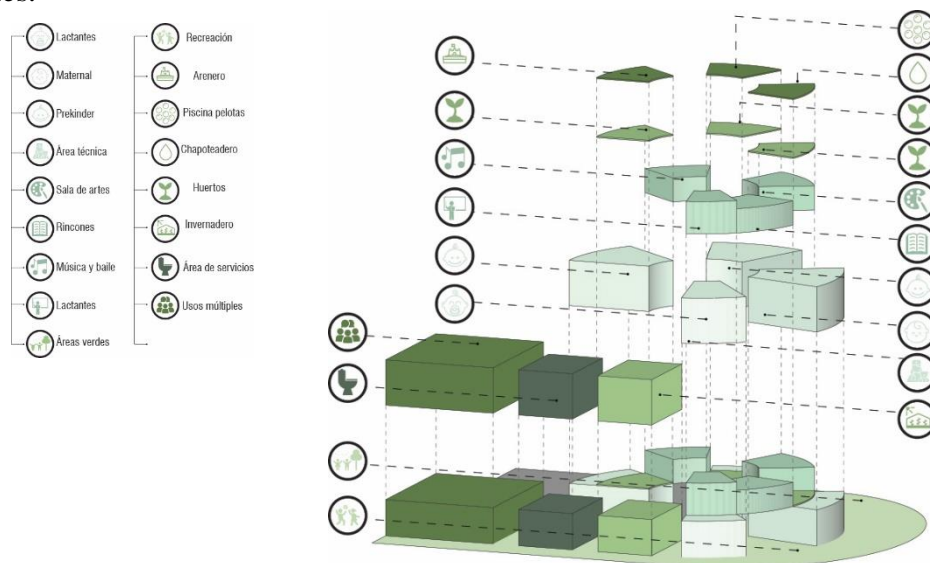 es.
Lactantes
Maternal
Prekinder
Área técnica
Sala de artes
Rincones
Música y baile
Lactantes
Áreas verdes
Recreación
Arenero
Piscina pelotas
Chapoteadero
Huertos
Invernadero
Área de servicios
Usos múltiples